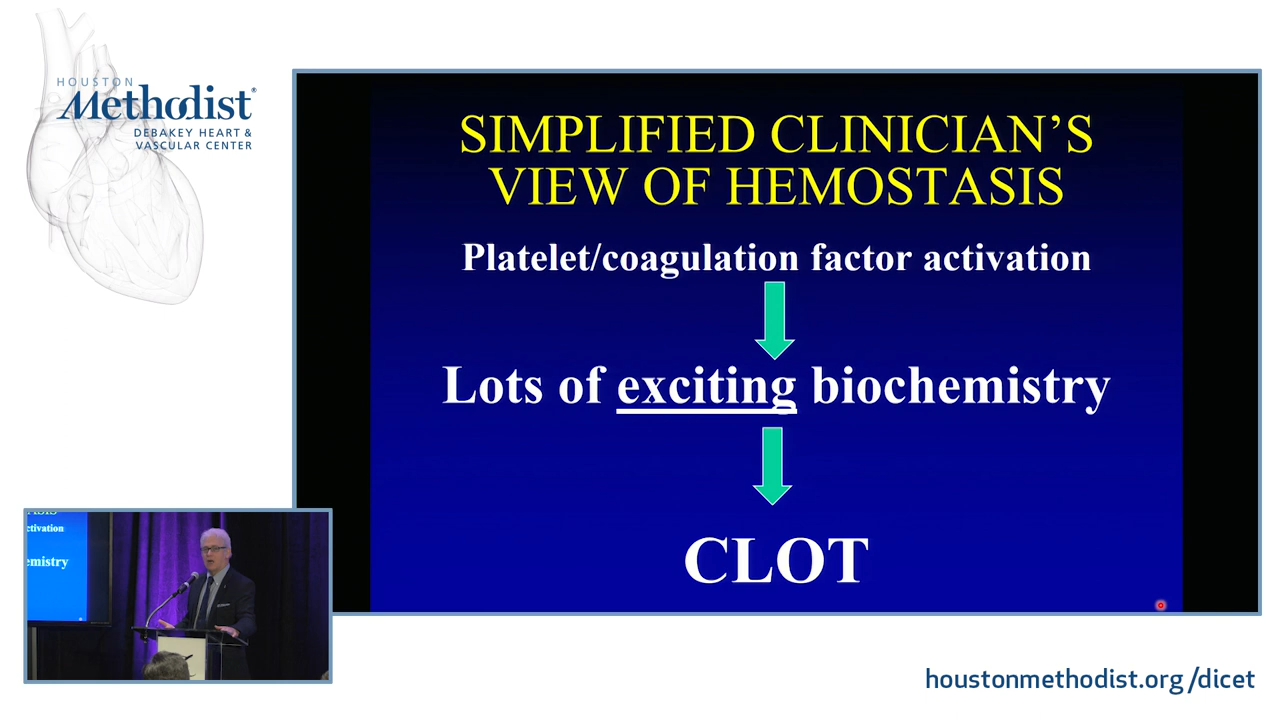 HOUSTON
Methodist®
DEBAKEY HEART &
VASCULAR CENTER
SIMPLIFIED CLINICIAN’S
VIEW OF HEMOSTASIS
Platelet/coagulation factor activation
Lots of exciting biochemistry
CLOT
ctivation
emistry
houstonmethodist.org/dicet